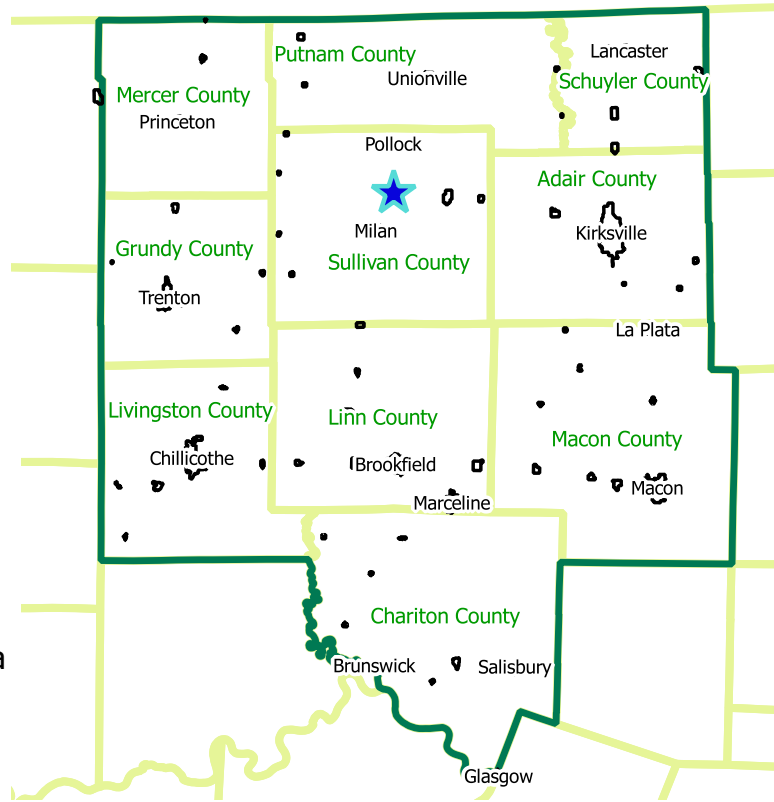 Lancaster
Putnam County
Unionville
Schuyler County
Mercer County
Princeton
Pollock
Adair County
Milan
Kirksville
Grundy County
Sullivan County
Trenton
La Plata
Livingston County
Linn County
Macon County
Chillicothe
Brookfield
Macon
Marceline
Chariton County
a
Brunswick
Salisbury
Glasgow